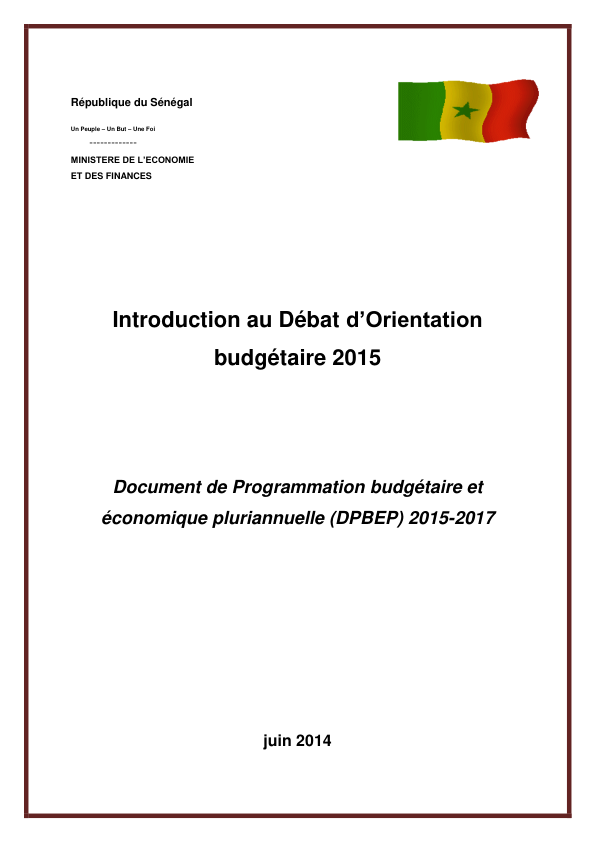 République du Sénégal
Un Peuple – Un But – Une Foi
-------------
MINISTERE DE L'ECONOMIE
ET DES FINANCES
Introduction au Débat d’Orientation
budgétaire 2015
Document de Programmation budgétaire et
économique pluriannuelle (DPBEP) 2015-2017
juin 2014